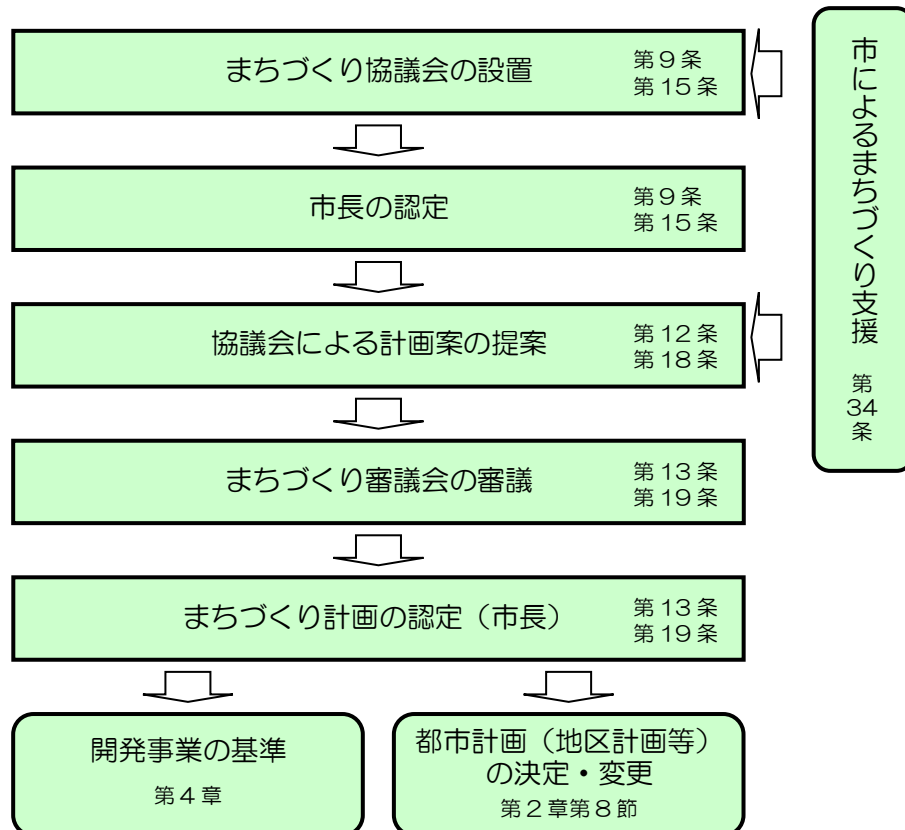 まちづくり協議会の設置
第9条
第15条
市長の認定
第9条
第15条
協議会による計画案の提案
第12条
第18条
まちづくり審議会の審議
第13条
第19条
まちづくり計画の認定（市長）
第13条
第19条
開発事業の基準
第4章
都市計画（地区計画等）
の決定・変更
第2章第8節
市によるまちづくり支援
第
34
条